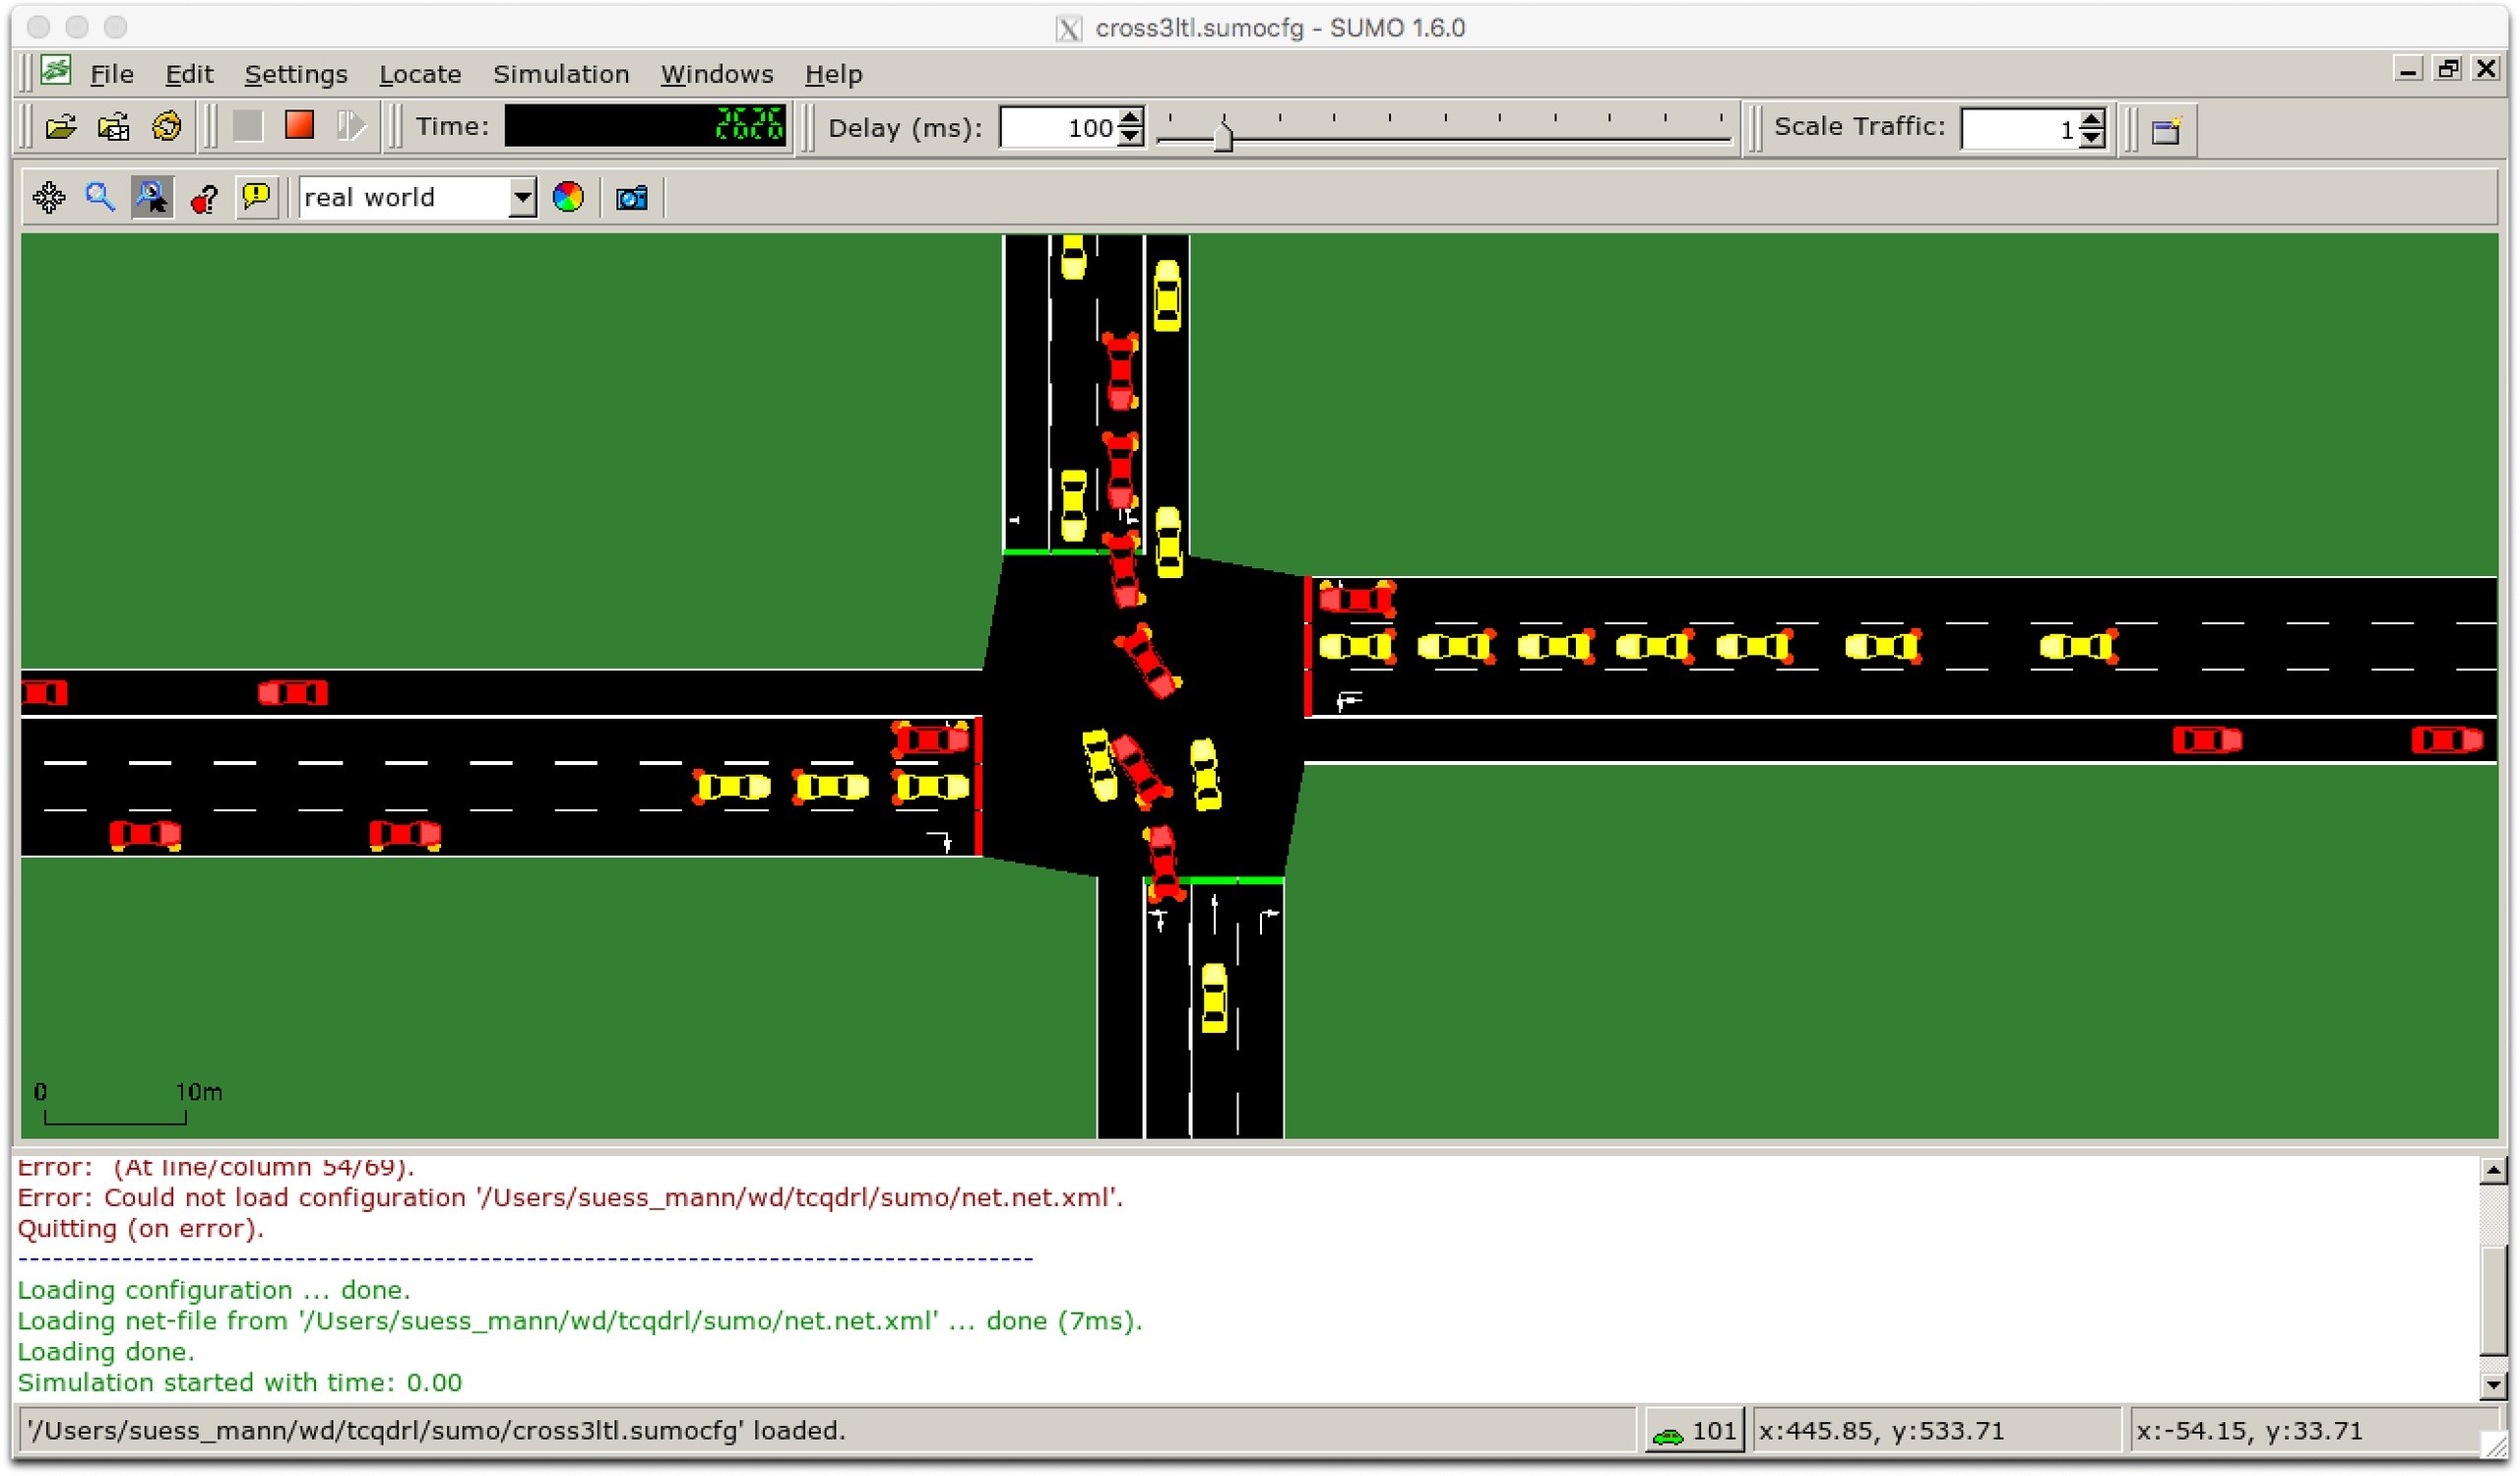 cross3ltl.sumocfg - SUMO 1.6.0
File Edit Settings Locate Simulation Windows Help
Time: 2626 Delay (ms): 100 Scale Traffic: 1
real world
0 10m
Error: (At line/column 54/69).
Error: Could not load configuration '/Users/suess_mann/wd/tcqdrl/sumo/net.net.xml'.
Quitting (on error).
Loading configuration ... done.
Loading net-file from '/Users/suess_mann/wd/tcqdrl/sumo/net.net.xml' ... done (7ms).
Loading done.
Simulation started with time: 0.00
'/Users/suess_mann/wd/tcqdrl/sumo/cross3ltl.sumocfg' loaded. 101 x:445.85, y:533.71 x:-54.15, y:33.71